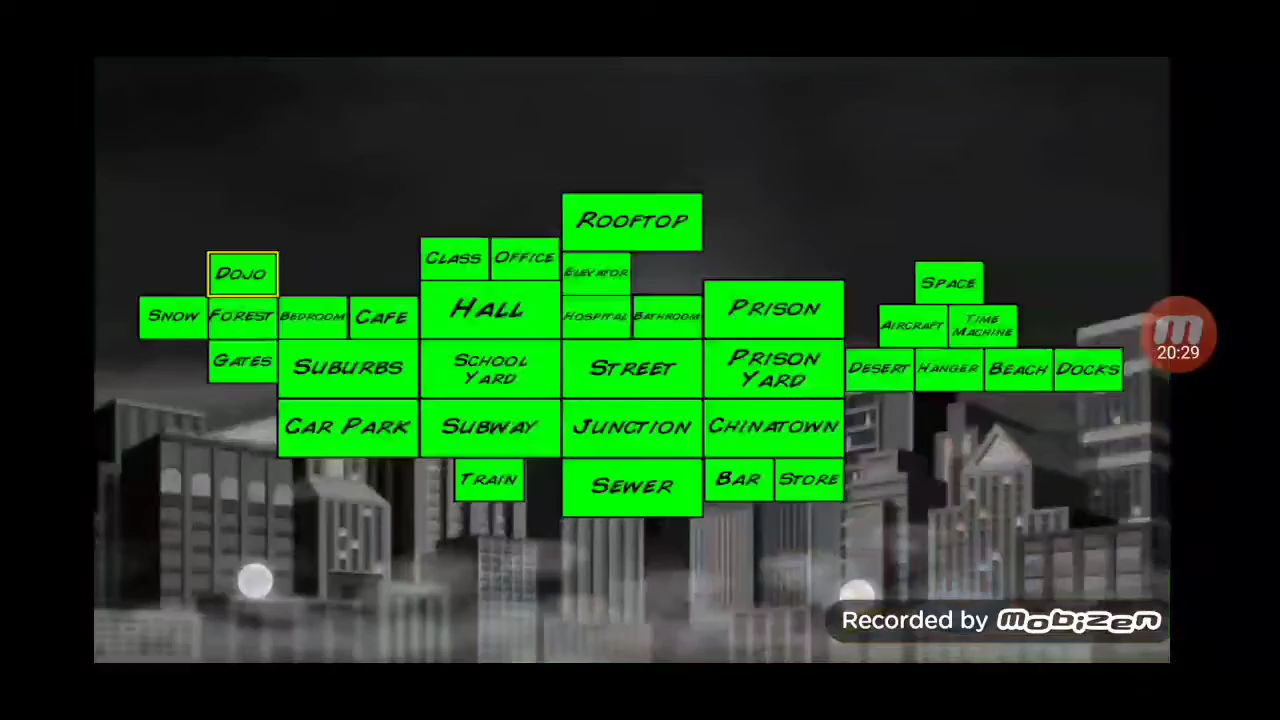 ROOFTOP
CLASS OFFICE
ELEVATOR
DOJO
SPACE
SNOW FOREST BEDROOM CAFE
HALL
HOSPITAL BATHROOM
PRISON
AIRCRAFT TIME
MACHINE
GATES
SUBURBS
SCHOOL
YARD
STREET
PRISON
YARD
DESERT HANGER BEACH DOCKS
CAR PARK SUBWAY JUNCTION CHINATOWN
TRAIN
SEWER
BAR STORE
20:29
Recorded by mobizen